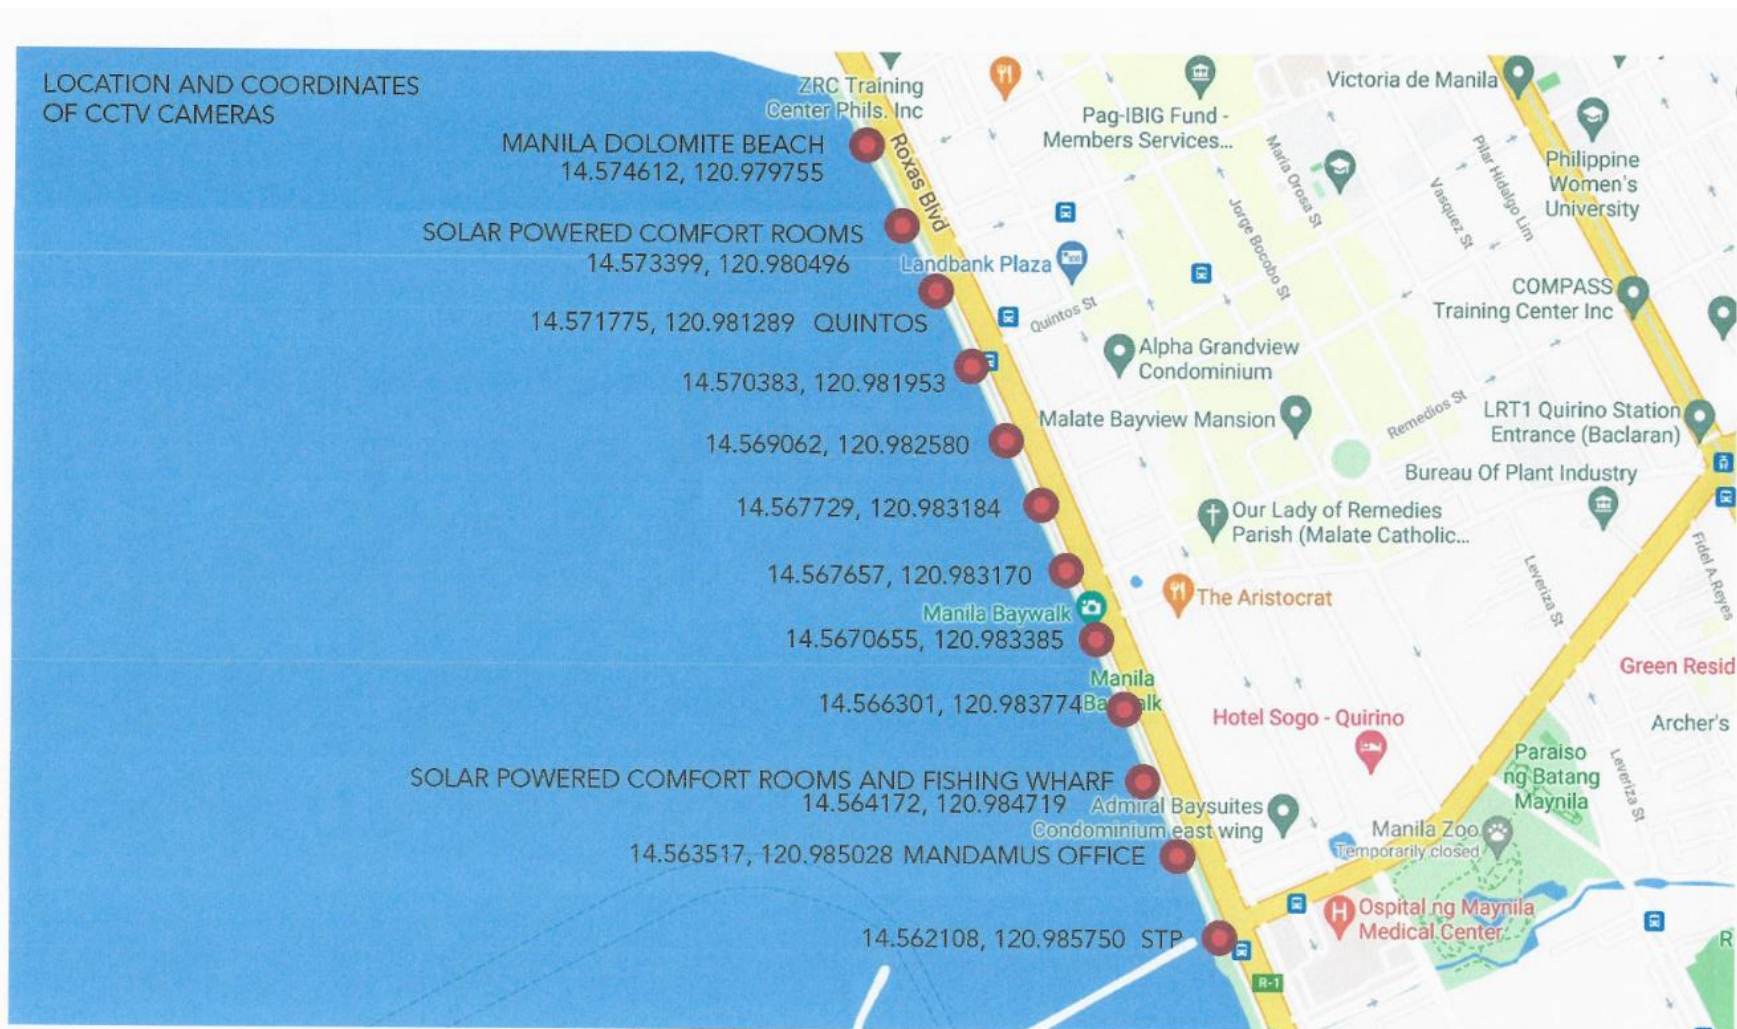 LOCATION AND COORDINATES
OF CCTV CAMERAS
ZRC Training
Center Phils. Inc
MANILA DOLOMITE BEACH
14.574612, 120.979755
Roxas Blvd
SOLAR POWERED COMFORT ROOMS
14.573399, 120.980496
Landbank Plaza
14.571775, 120.981289 QUINTOS
Quintos St
14.570383, 120.981953
14.569062, 120.982580
14.567729, 120.983184
14.567657, 120.983170
Manila Baywalk
14.5670655, 120.983385
Manila
14.566301, 120.983774
SOLAR POWERED COMFORT ROOMS AND FISHING WHARF
14.564172, 120.984719
Admiral Baysuites
Condominium east wing
14.563517, 120.985028 MANDAMUS OFFICE
14.562108, 120.985750 STP
R-1
Pag-IBIG Fund -
Members Services...
Victoria de Manila
Philippine
Women's
University
Maria Orosa St
Jorge Bocobo St
Vasquez St
Pilar Hidalgo Lim
COMPASS
Training Center Inc
Alpha Grandview
Condominium
Malate Bayview Mansion
Remedios St
LRT1 Quirino Station
Entrance (Baclaran)
Bureau Of Plant Industry
Our Lady of Remedies
Parish (Malate Catholic...
The Aristocrat
Leveriza St
Fidel A.Reyes
Green Resid
Hotel Sogo - Quirino
Archer's
Paraiso
ng Batang
Maynila
Leveriza St
Manila Zoo
Temporarily closed
H
Ospital ng Maynila
Medical Center
R